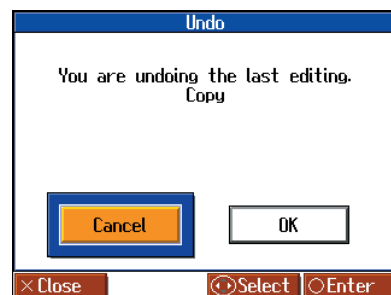 Undo
You are undoing the last editing.
Copy
Cancel OK
×Close Select ○Enter